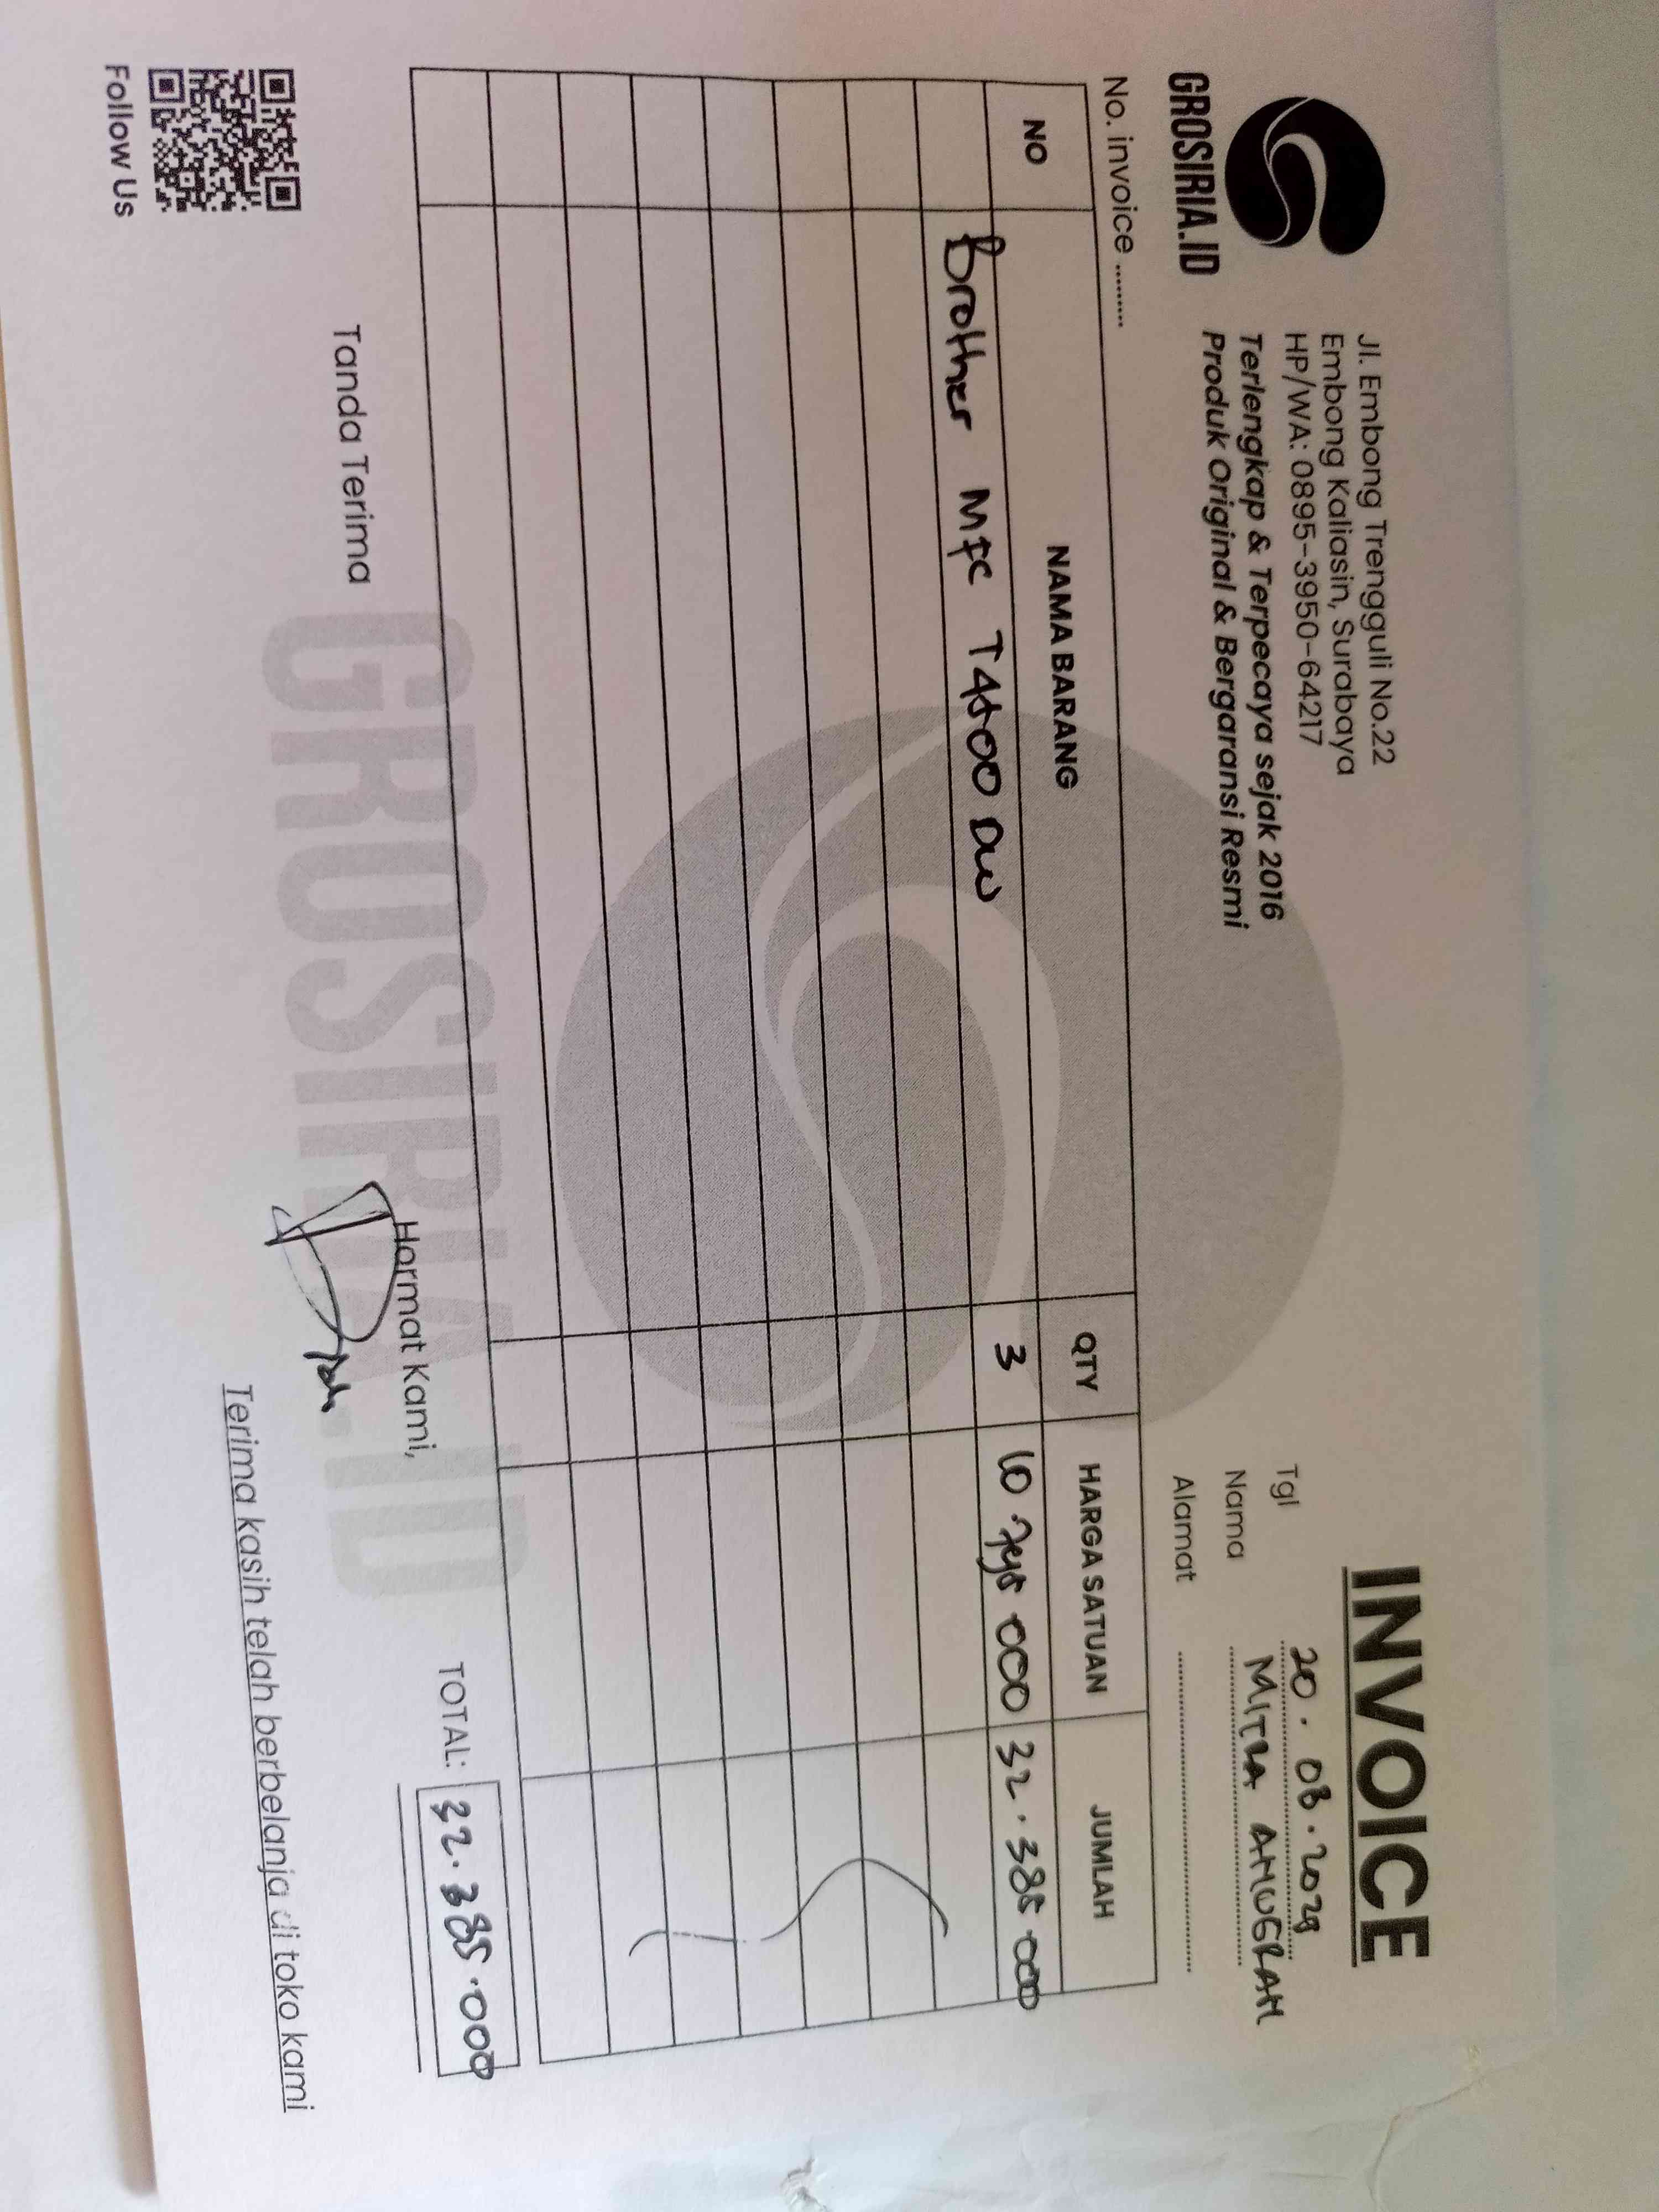 GROSIRIA.ID
Jl. Embong Trengguli No.22
Embong Kaliasin, Surabaya
HP/WA: 0895-3950-64217
Terlengkap & Terpecaya sejak 2016
Produk Original & Bergaransi Resmi
INVOICE
Tgl 20.08.2024
Nama MITRA ANUGRAH
Alamat
No. invoice .........
NO NAMA BARANG QTY HARGA SATUAN JUMLAH
Brother MFC T4500 DW 3 10.795.000 32.385.000
GROSIRIA.ID
Tanda Terima
Hormat Kami,
TOTAL: 32.385.000
Follow Us
Terima kasih telah berbelanja di toko kami